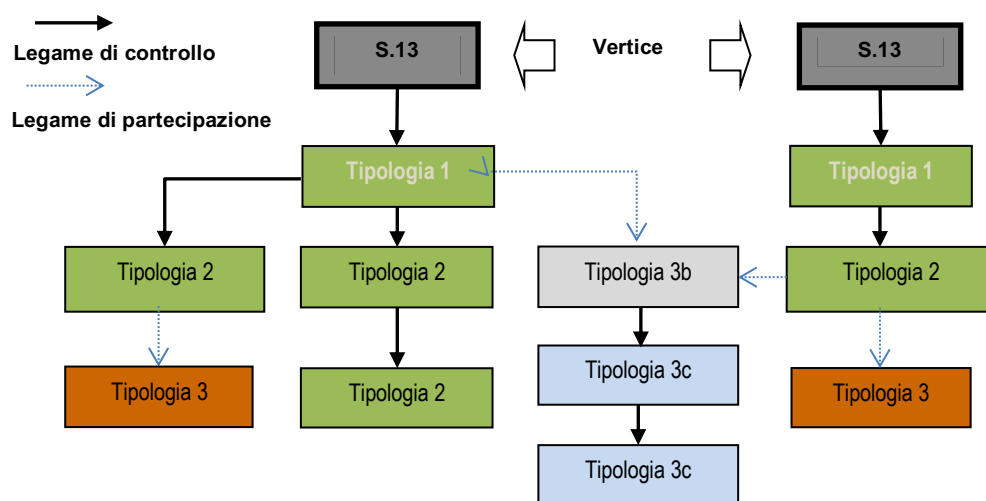 Legame di controllo
Legame di partecipazione
S.13
Vertice
S.13
Tipologia 1
Tipologia 1
Tipologia 2
Tipologia 2
Tipologia 3b
Tipologia 2
Tipologia 3
Tipologia 2
Tipologia 3c
Tipologia 3
Tipologia 3c